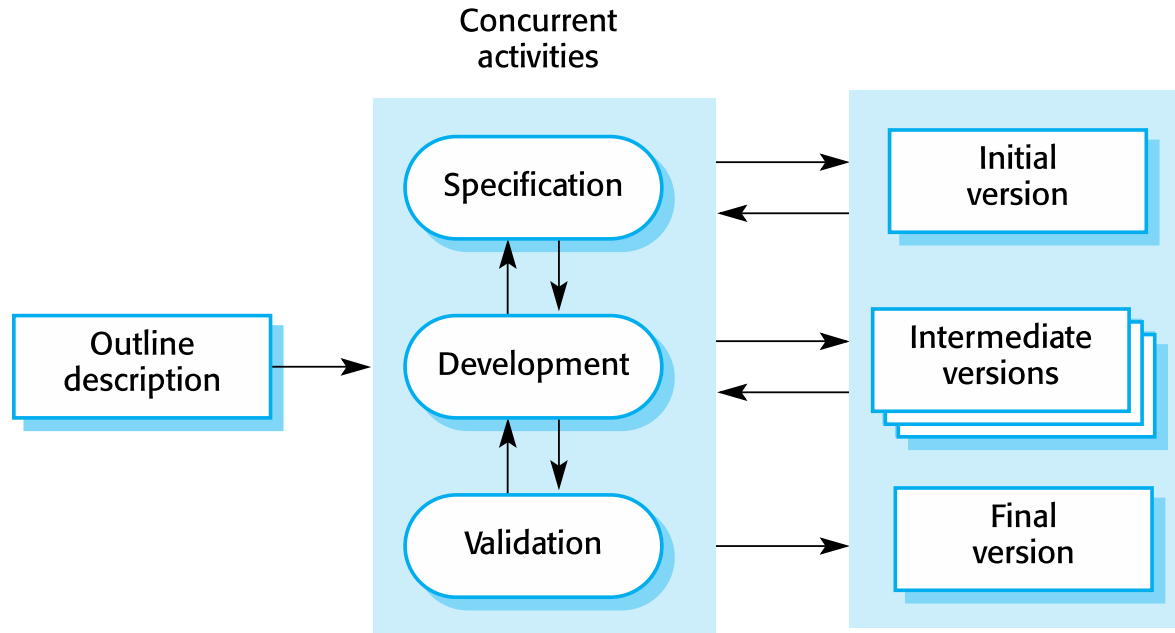 Concurrent
activities
Specification
Initial
version
Outline
description
Development
Intermediate
versions
Validation
Final
version